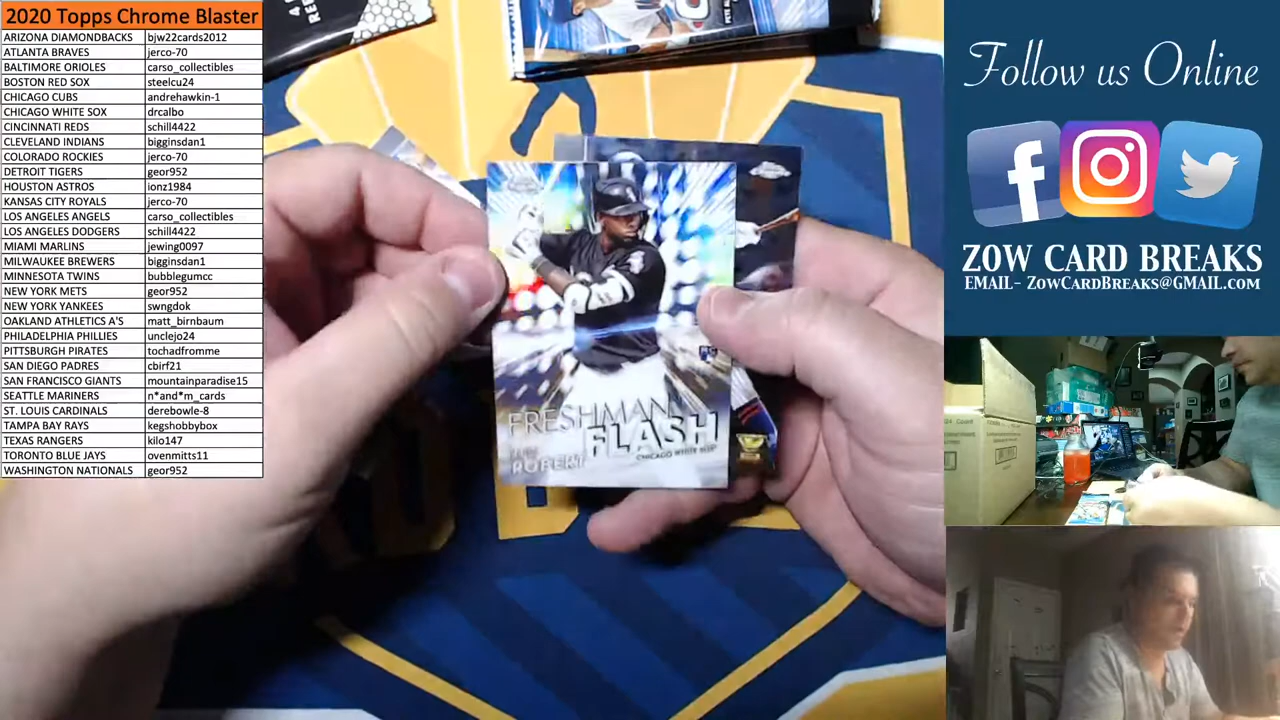 2020 Topps Chrome Blaster
ARIZONA DIAMONDBACKS bjw22cards2012
ATLANTA BRAVES jerco-70
BALTIMORE ORIOLES carso_collectibles
BOSTON RED SOX steelcu24
CHICAGO CUBS andrehawkin-1
CHICAGO WHITE SOX drcalbo
CINCINNATI REDS schill4422
CLEVELAND INDIANS bigginsdan1
COLORADO ROCKIES jerco-70
DETROIT TIGERS geor952
HOUSTON ASTROS ionz1984
KANSAS CITY ROYALS jerco-70
LOS ANGELES ANGELS carso_collectibles
LOS ANGELES DODGERS schill4422
MIAMI MARLINS jewing0097
MILWAUKEE BREWERS bigginsdan1
MINNESOTA TWINS bubblegumcc
NEW YORK METS geor952
NEW YORK YANKEES swngdok
OAKLAND ATHLETICS A'S matt_birnbaum
PHILADELPHIA PHILLIES unclejo24
PITTSBURGH PIRATES tochadfromme
SAN DIEGO PADRES cbirf21
SAN FRANCISCO GIANTS mountainparadise15
SEATTLE MARINERS n*and*m_cards
ST. LOUIS CARDINALS derebowle-8
TAMPA BAY RAYS kegshobbybox
TEXAS RANGERS kilo147
TORONTO BLUE JAYS ovenmitts11
WASHINGTON NATIONALS geor952
FRESHMAN
FLASH
LUIS
ROBERT
CHICAGO WHITE SOX
RC
Follow us Online
f
ZOW CARD BREAKS
EMAIL- ZOWCARDBREAKS@GMAIL.COM